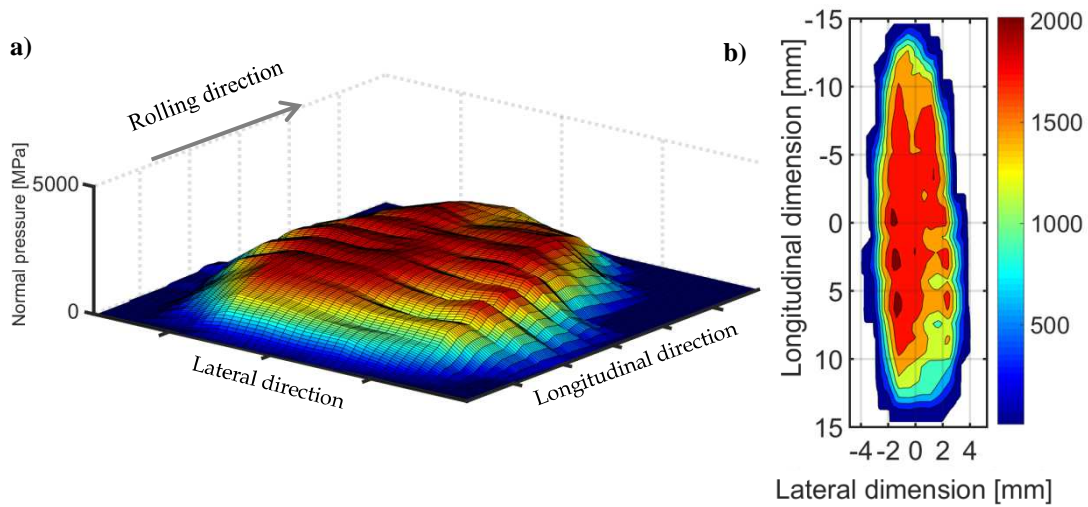 a)
Rolling direction
Normal pressure [MPa]
5000
0
Lateral direction
Longitudinal direction
b)
Longitudinal dimension [mm]
-15
-10
-5
0
5
10
15
-4 -2 0 2 4
Lateral dimension [mm]
2000
1500
1000
500